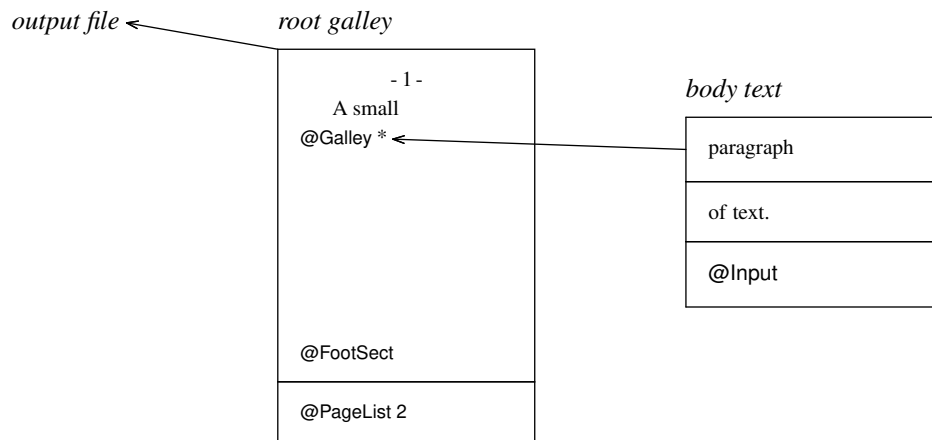 output file
root galley
- 1 -
A small
@Galley *
@FootSect
@PageList 2
body text
paragraph
of text.
@Input